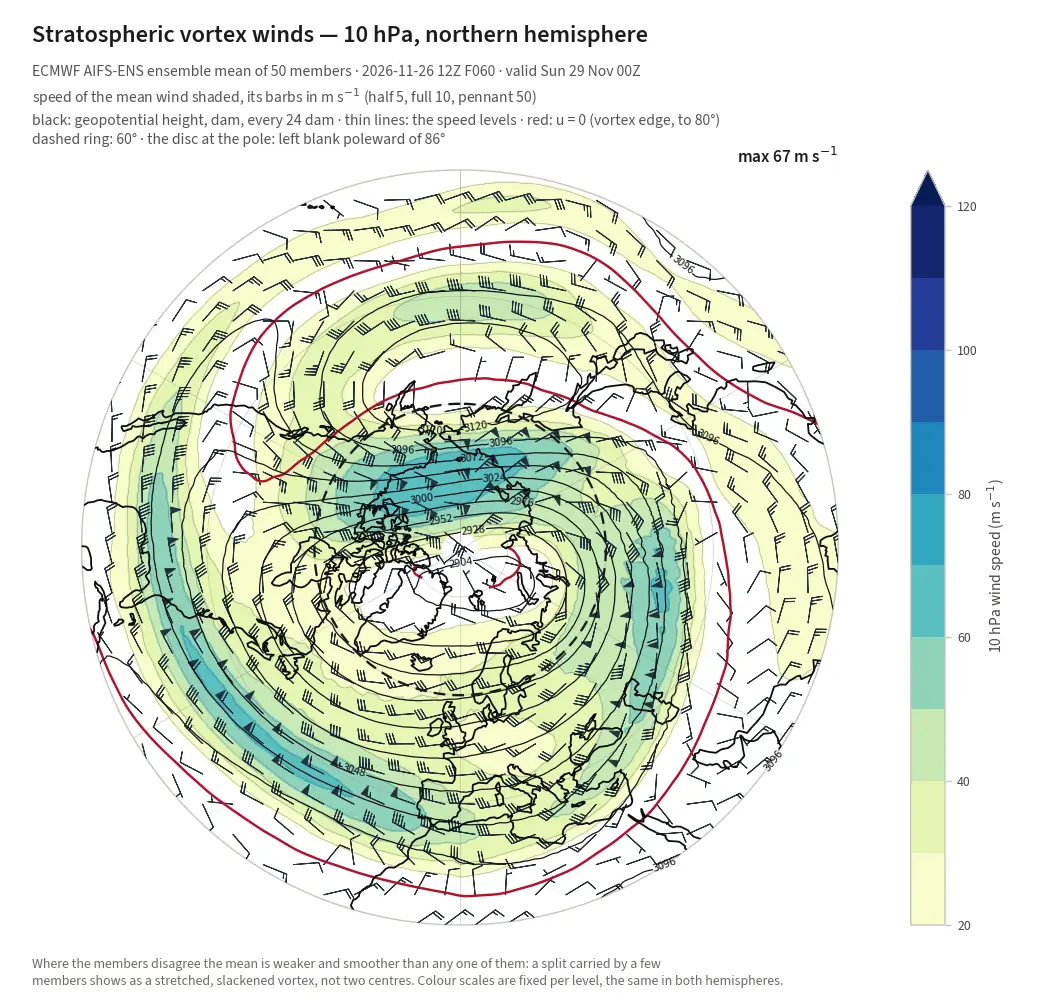 Stratospheric vortex winds — 10 hPa, northern hemisphere
ECMWF AIFS-ENS ensemble mean of 50 members · 2026-11-26 12Z F060 · valid Sun 29 Nov 00Z
speed of the mean wind shaded, its barbs in m s⁻¹ (half 5, full 10, pennant 50)
black: geopotential height, dam, every 24 dam · thin lines: the speed levels · red: u = 0 (vortex edge, to 80°)
dashed ring: 60° · the disc at the pole: left blank poleward of 86°
max 67 m s⁻¹
120
100
80
60
40
20
10 hPa wind speed (m s⁻¹)
3096
3096
3120
3096
3096
3072
3024
3000
2952
2928
2904
3048
3096
3096
Where the members disagree the mean is weaker and smoother than any one of them: a split carried by a few
members shows as a stretched, slackened vortex, not two centres. Colour scales are fixed per level, the same in both hemispheres.